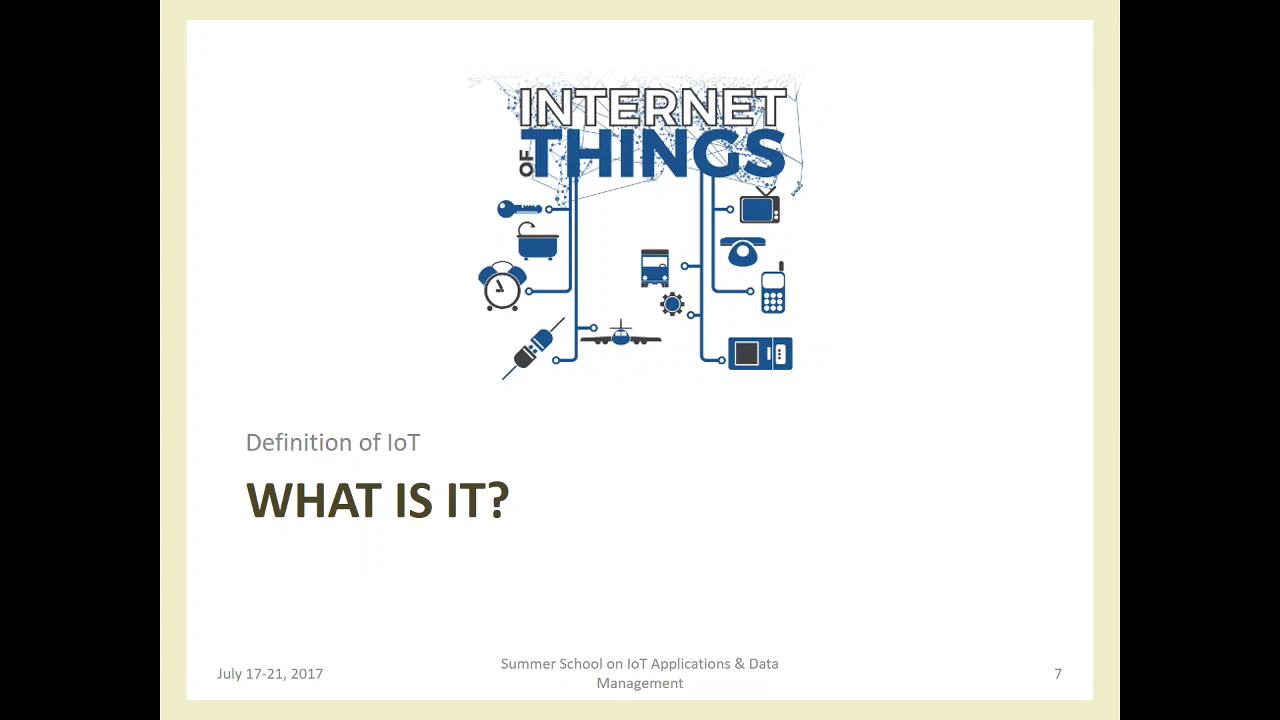 INTERNET
OF THINGS
Definition of IoT
WHAT IS IT?
July 17-21, 2017
Summer School on IoT Applications & Data
Management
7